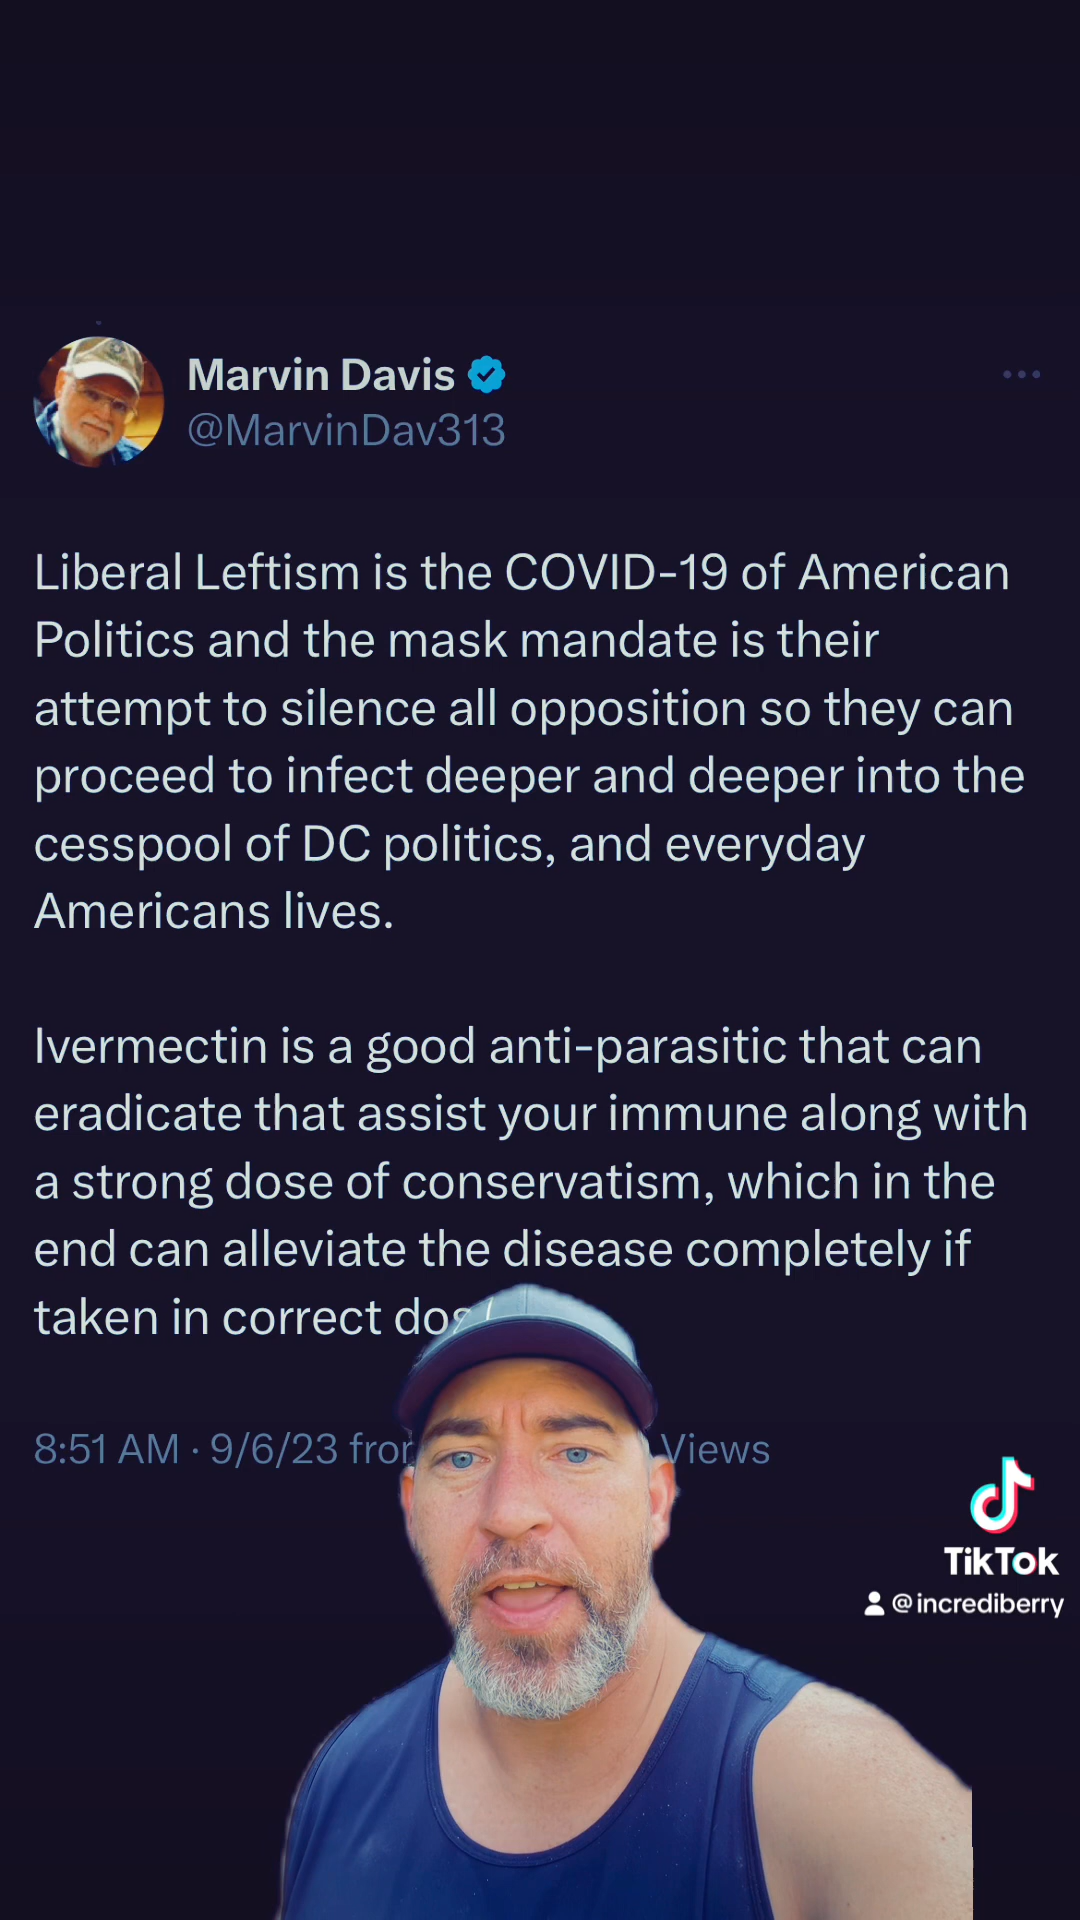 Marvin Davis
@MarvinDav313
Liberal Leftism is the COVID-19 of American
Politics and the mask mandate is their
attempt to silence all opposition so they can
proceed to infect deeper and deeper into the
cesspool of DC politics, and everyday
Americans lives.
Ivermectin is a good anti-parasitic that can
eradicate that assist your immune along with
a strong dose of conservatism, which in the
end can alleviate the disease completely if
taken in correct
8:51 AM · 9/6/23 Views
TikTok
@incrediberry